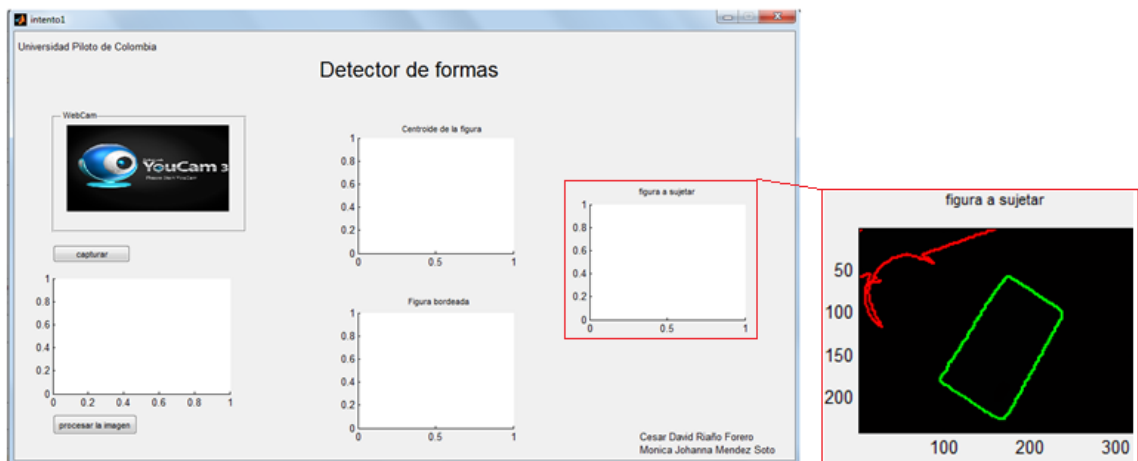 intento1
Universidad Piloto de Colombia
Detector de formas
WebCam
YouCam 3
capturar
1
0.8
0.6
0.4
0.2
0
0 0.2 0.4 0.6 0.8 1
procesar la imagen
Centroide de la figura
1
0.8
0.6
0.4
0.2
0
0 0.5 1
Figura bordeada
1
0.8
0.6
0.4
0.2
0
0 0.5 1
figura a sujetar
1
0.8
0.6
0.4
0.2
0
0 0.5 1
Cesar David Riaño Forero
Monica Johanna Mendez Soto
figura a sujetar
50
100
150
200
100 200 300